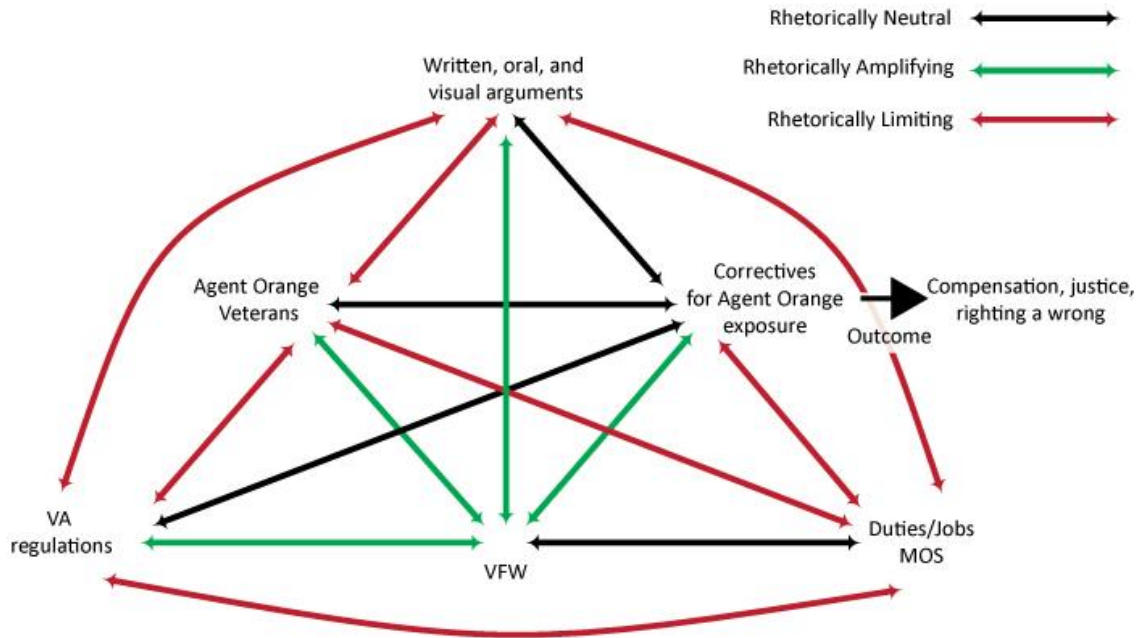 Rhetorically Neutral
Rhetorically Amplifying
Rhetorically Limiting
Written, oral, and
visual arguments
Agent Orange
Veterans
Correctives
for Agent Orange
exposure
Outcome
Compensation, justice,
righting a wrong
VA
regulations
VFW
Duties/Jobs
MOS